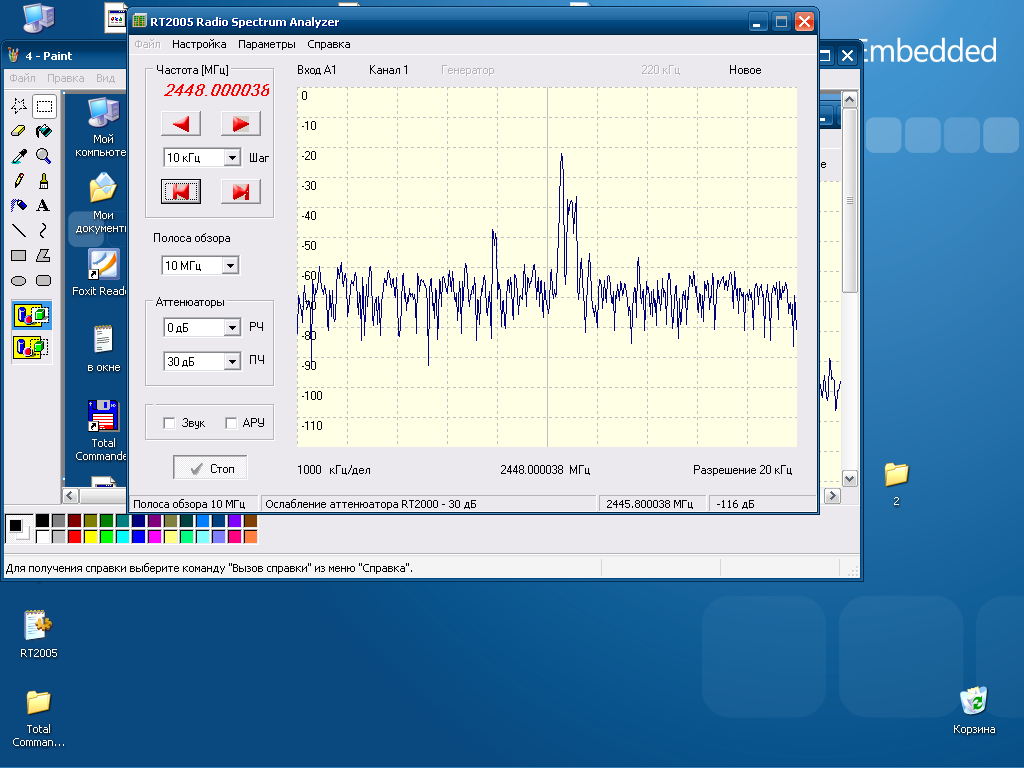 RT2005 Radio Spectrum Analyzer
Файл Настройка Параметры Справка
Частота [МГц]
2448.000038
10 кГц Шаг
Полоса обзора
10 МГц
Аттенюаторы
0 дБ РЧ
30 дБ ПЧ
Звук АРУ
Стоп
Вход A1 Канал 1 Генератор 220 кГц Новое
0
-10
-20
-30
-40
-50
-60
-70
-80
-90
-100
-110
1000 кГц/дел 2448.000038 МГц Разрешение 20 кГц
Полоса обзора 10 МГц Ослабление аттенюатора RT2000 - 30 дБ 2445.800038 МГц -116 дБ
4 - Paint
Файл Правка Вид
Мой
компьюте
Мои
документы
Foxit Reade
в окне
Total
Commande
Для получения справки выберите команду "Вызов справки" из меню "Справка".
Embedded
2
RT2005
Total
Comman...
Корзина